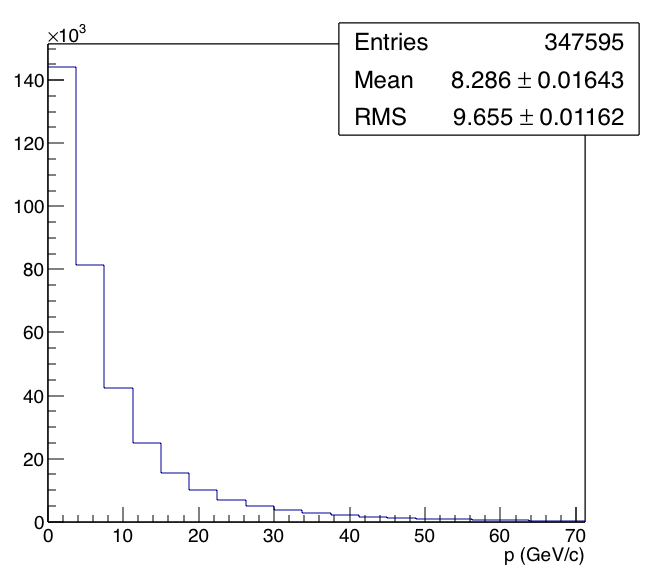 ×10³
Entries 347595
Mean 8.286 ± 0.01643
RMS 9.655 ± 0.01162
140
120
100
80
60
40
20
0
0 10 20 30 40 50 60 70
p (GeV/c)